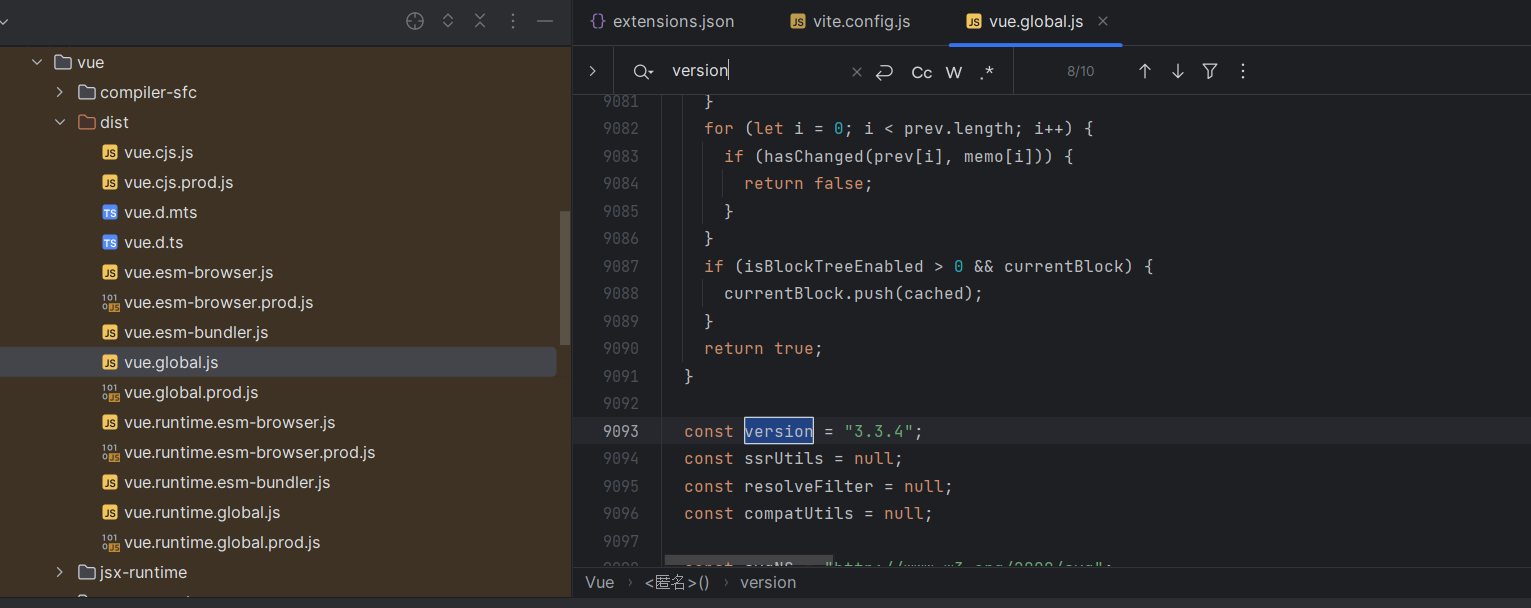 extensions.json
vite.config.js
vue.global.js
version
Cc
W
.*
8/10
vue
compiler-sfc
dist
vue.cjs.js
vue.cjs.prod.js
vue.d.mts
vue.d.ts
vue.esm-browser.js
vue.esm-browser.prod.js
vue.esm-bundler.js
vue.global.js
vue.global.prod.js
vue.runtime.esm-browser.js
vue.runtime.esm-browser.prod.js
vue.runtime.esm-bundler.js
vue.runtime.global.js
vue.runtime.global.prod.js
jsx-runtime
9081 }
9082 for (let i = 0; i < prev.length; i++) {
9083 if (hasChanged(prev[i], memo[i])) {
9084 return false;
9085 }
9086 }
9087 if (isBlockTreeEnabled > 0 && currentBlock) {
9088 currentBlock.push(cached);
9089 }
9090 return true;
9091 }
9092
9093 const version = "3.3.4";
9094 const ssrUtils = null;
9095 const resolveFilter = null;
9096 const compatUtils = null;
9097
Vue › <匿名>() › version